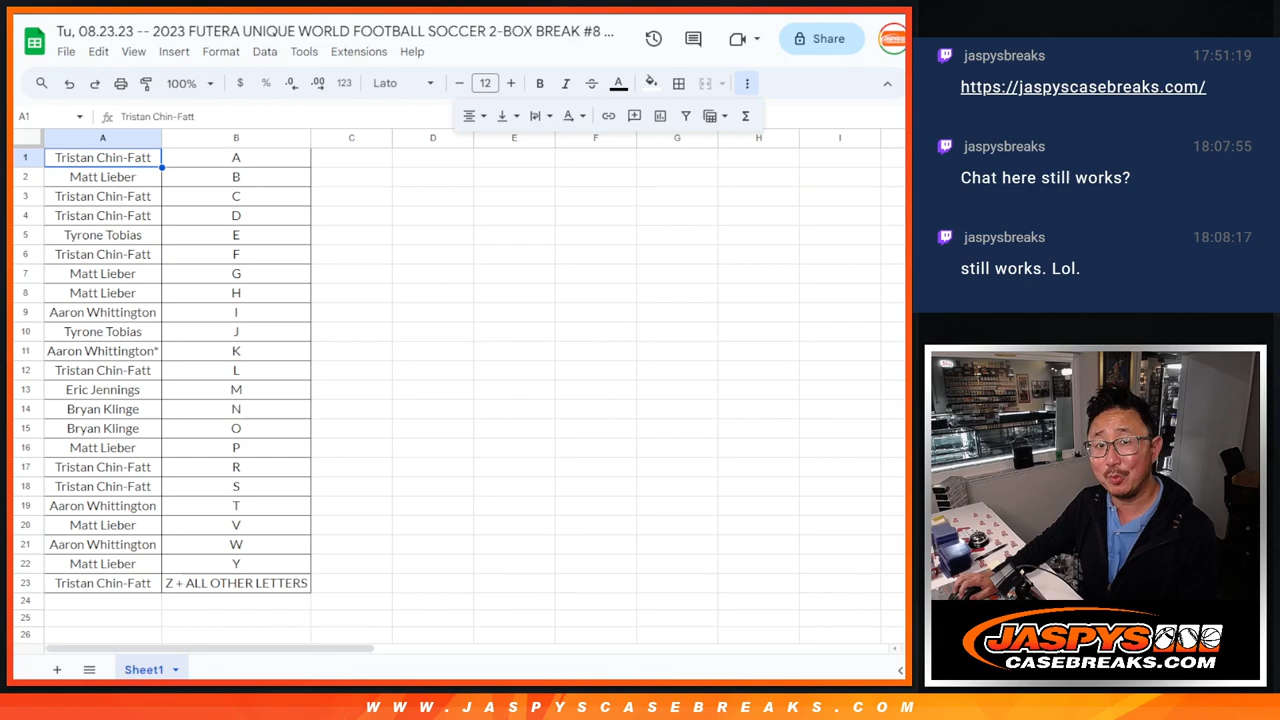 Tu, 08.23.23 -- 2023 FUTERA UNIQUE WORLD FOOTBALL SOCCER 2-BOX BREAK #8 ...
File Edit View Insert Format Data Tools Extensions Help
Share
100% $ % .0 .00 123 Lato 12 B I S A
A1 fx Tristan Chin-Fatt
A B C D E F G H I
1 Tristan Chin-Fatt A
2 Matt Lieber B
3 Tristan Chin-Fatt C
4 Tristan Chin-Fatt D
5 Tyrone Tobias E
6 Tristan Chin-Fatt F
7 Matt Lieber G
8 Matt Lieber H
9 Aaron Whittington I
10 Tyrone Tobias J
11 Aaron Whittington* K
12 Tristan Chin-Fatt L
13 Eric Jennings M
14 Bryan Klinge N
15 Bryan Klinge O
16 Matt Lieber P
17 Tristan Chin-Fatt R
18 Tristan Chin-Fatt S
19 Aaron Whittington T
20 Matt Lieber V
21 Aaron Whittington W
22 Matt Lieber Y
23 Tristan Chin-Fatt Z + ALL OTHER LETTERS
24
25
26
Sheet1
jaspysbreaks 17:51:19
https://jaspyscasebreaks.com/
jaspysbreaks 18:07:55
Chat here still works?
jaspysbreaks 18:08:17
still works. Lol.
JASPYS
CASEBREAKS.COM
WWW.JASPYSCASEBREAKS.COM